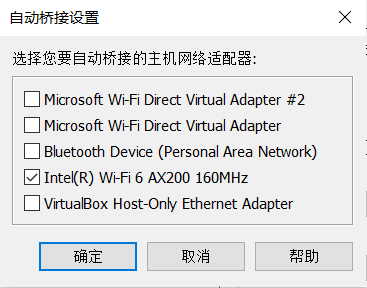 自动桥接设置
选择您要自动桥接的主机网络适配器:
Microsoft Wi-Fi Direct Virtual Adapter #2
Microsoft Wi-Fi Direct Virtual Adapter
Bluetooth Device (Personal Area Network)
Intel(R) Wi-Fi 6 AX200 160MHz
VirtualBox Host-Only Ethernet Adapter
确定 取消 帮助